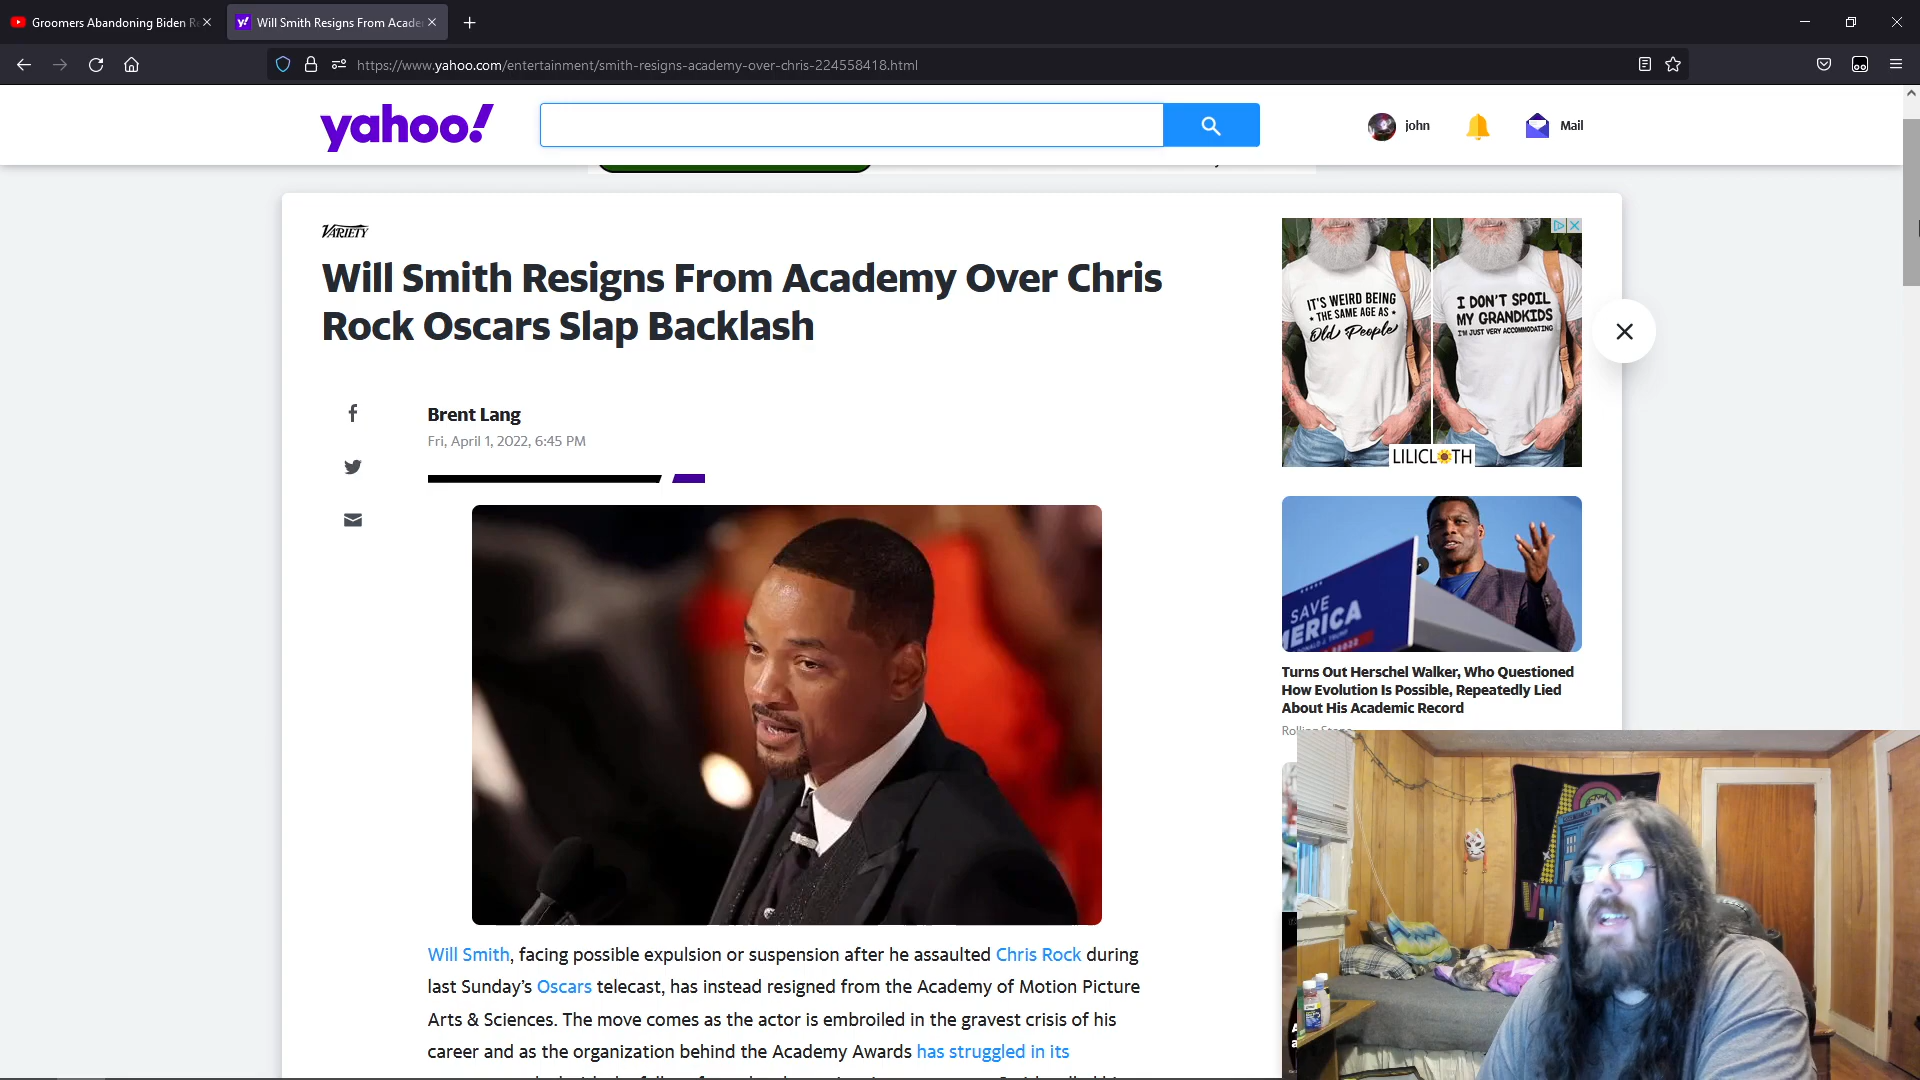 Groomers Abandoning Biden R
Will Smith Resigns From Acade
https://www.yahoo.com/entertainment/smith-resigns-academy-over-chris-224558418.html
yahoo!
john
Mail
VARIETY
Will Smith Resigns From Academy Over Chris
Rock Oscars Slap Backlash
Brent Lang
Fri, April 1, 2022, 6:45 PM
Will Smith, facing possible expulsion or suspension after he assaulted Chris Rock during
last Sunday's Oscars telecast, has instead resigned from the Academy of Motion Picture
Arts & Sciences. The move comes as the actor is embroiled in the gravest crisis of his
career and as the organization behind the Academy Awards has struggled in its
IT'S WEIRD BEING
THE SAME AGE AS
Old People
I DON'T SPOIL
MY GRANDKIDS
I'M JUST VERY ACCOMMODATING
LILICLOTH
SAVE
MERICA
Turns Out Herschel Walker, Who Questioned
How Evolution Is Possible, Repeatedly Lied
About His Academic Record